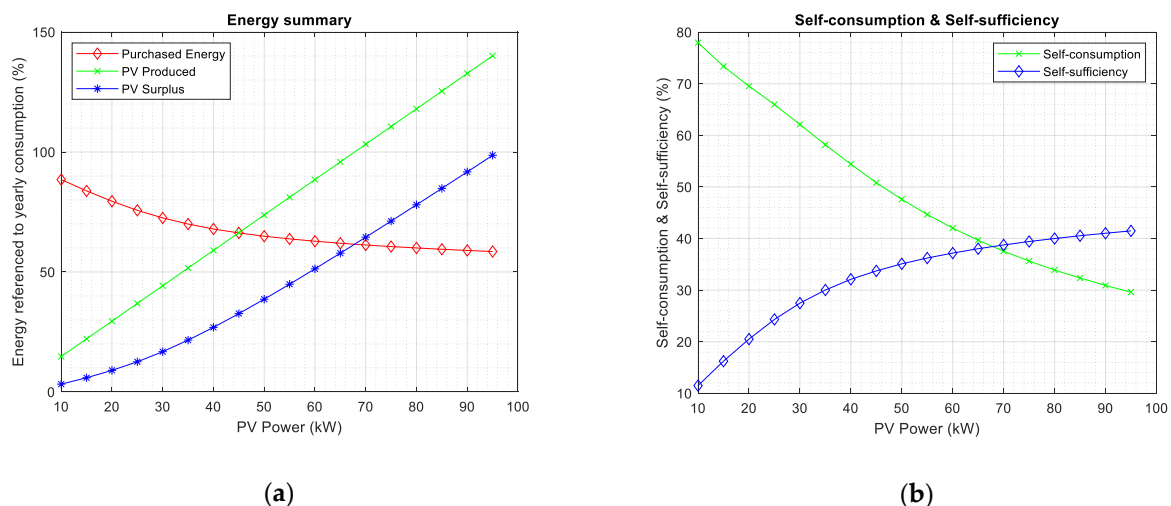 Energy summary
Energy referenced to yearly consumption (%)
150
100
50
0
Purchased Energy
PV Produced
PV Surplus
10 20 30 40 50 60 70 80 90 100
PV Power (kW)
(a)
Self-consumption & Self-sufficiency
Self-consumption & Self-sufficiency (%)
80
70
60
50
40
30
20
10
Self-consumption
Self-sufficiency
10 20 30 40 50 60 70 80 90 100
PV Power (kW)
(b)